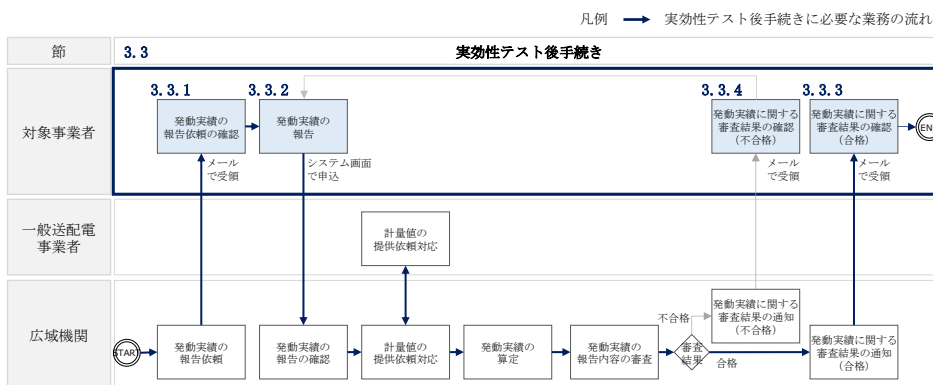 凡例 実効性テスト後手続きに必要な業務の流れ
節 3.3 実効性テスト後手続き
対象事業者
3.3.1
発動実績の
報告依頼の確認
3.3.2
発動実績の
報告
3.3.4
発動実績に関する
審査結果の確認
(不合格)
3.3.3
発動実績に関する
審査結果の確認
(合格)
END
メール
で受領
システム画面
で申込
メール
で受領
メール
で受領
一般送配電
事業者
計量値の
提供依頼対応
広域機関
START
発動実績の
報告依頼
発動実績の
報告の確認
計量値の
提供依頼対応
発動実績の
算定
発動実績の
報告内容の審査
審査
結果
不合格
合格
発動実績に関する
審査結果の通知
(不合格)
発動実績に関する
審査結果の通知
(合格)